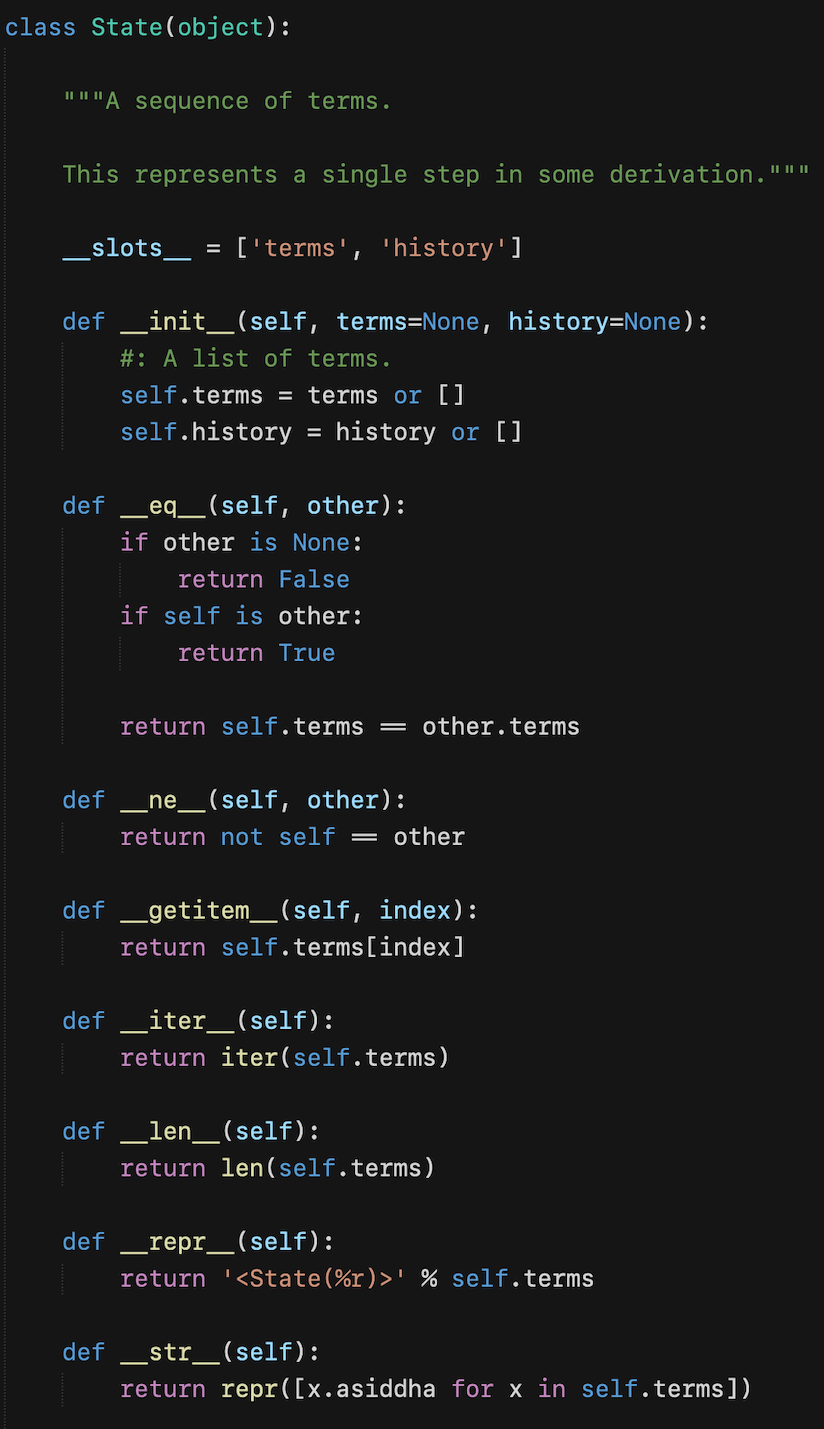 class State(object):
    """A sequence of terms.
    This represents a single step in some derivation."""
    __slots__ = ['terms', 'history']
    def __init__(self, terms=None, history=None):
        #: A list of terms.
        self.terms = terms or []
        self.history = history or []
    def __eq__(self, other):
        if other is None:
            return False
        if self is other:
            return True
        return self.terms == other.terms
    def __ne__(self, other):
        return not self == other
    def __getitem__(self, index):
        return self.terms[index]
    def __iter__(self):
        return iter(self.terms)
    def __len__(self):
        return len(self.terms)
    def __repr__(self):
        return '<State(%r)>' % self.terms
    def __str__(self):
        return repr([x.asiddha for x in self.terms])